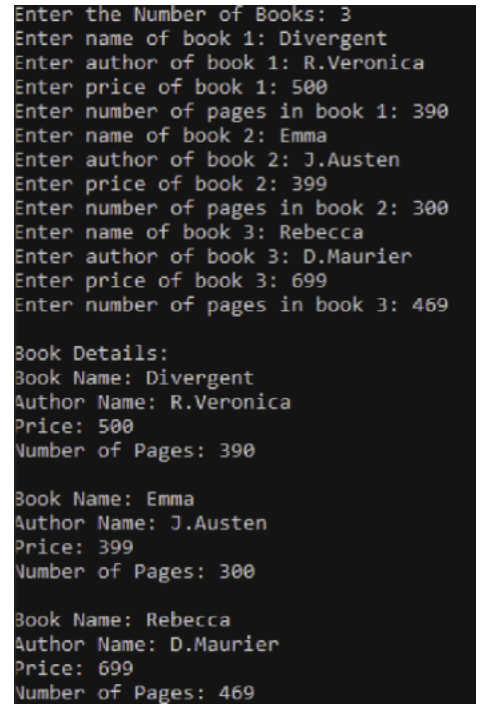 Enter the Number of Books: 3
Enter name of book 1: Divergent
Enter author of book 1: R.Veronica
Enter price of book 1: 500
Enter number of pages in book 1: 390
Enter name of book 2: Emma
Enter author of book 2: J.Austen
Enter price of book 2: 399
Enter number of pages in book 2: 300
Enter name of book 3: Rebecca
Enter author of book 3: D.Maurier
Enter price of book 3: 699
Enter number of pages in book 3: 469

Book Details:
Book Name: Divergent
Author Name: R.Veronica
Price: 500
Number of Pages: 390

Book Name: Emma
Author Name: J.Austen
Price: 399
Number of Pages: 300

Book Name: Rebecca
Author Name: D.Maurier
Price: 699
Number of Pages: 469